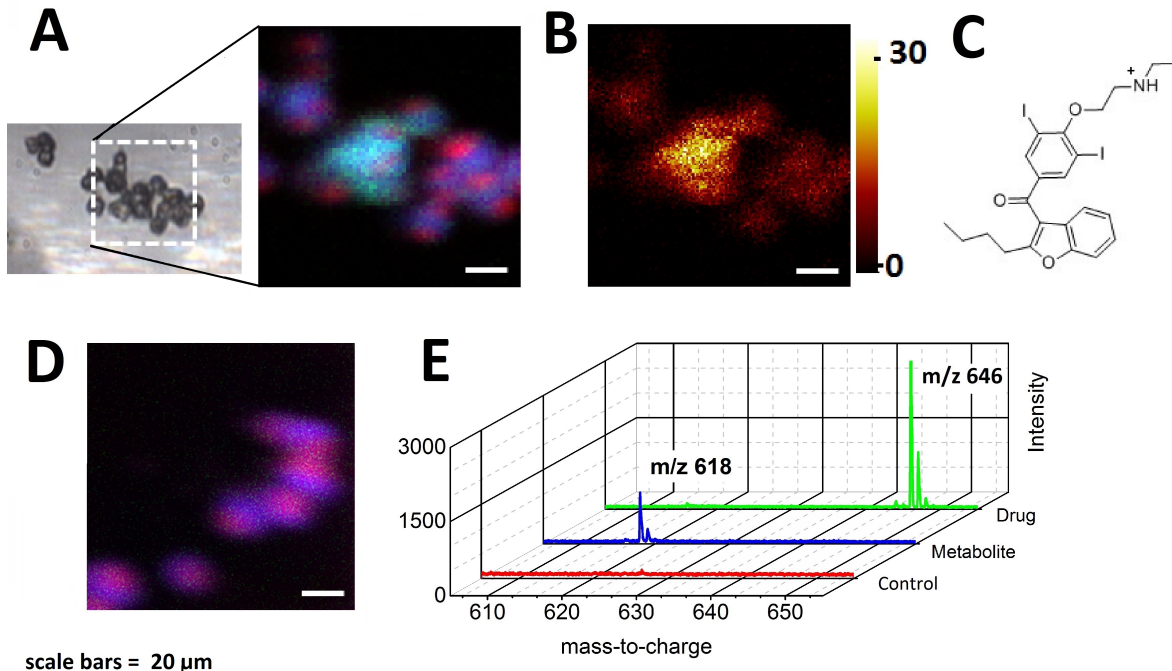 A
B
30
0
C
+
NH
O
I
I
O
O
D
E
m/z 646
m/z 618
Intensity
3000
1500
0
Drug
Metabolite
Control
610
620
630
640
650
mass-to-charge
scale bars = 20 µm